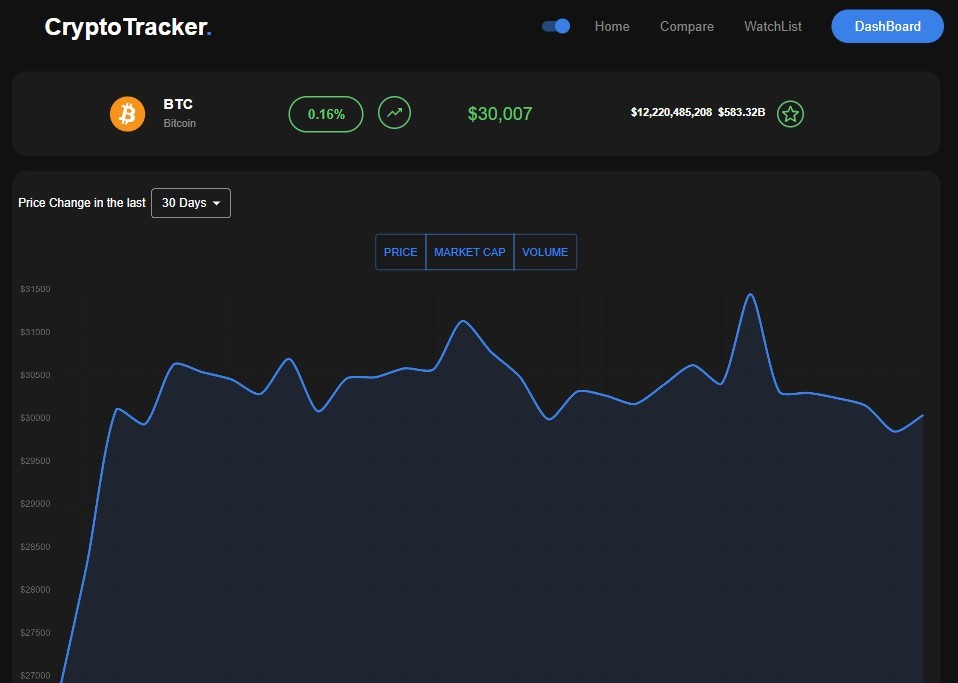 CryptoTracker.
Home Compare WatchList DashBoard
BTC
Bitcoin
0.16%
$30,007
$12,220,485,208 $583.32B
Price Change in the last 30 Days
PRICE MARKET CAP VOLUME
$31500
$31000
$30500
$30000
$29500
$29000
$28500
$28000
$27500
$27000